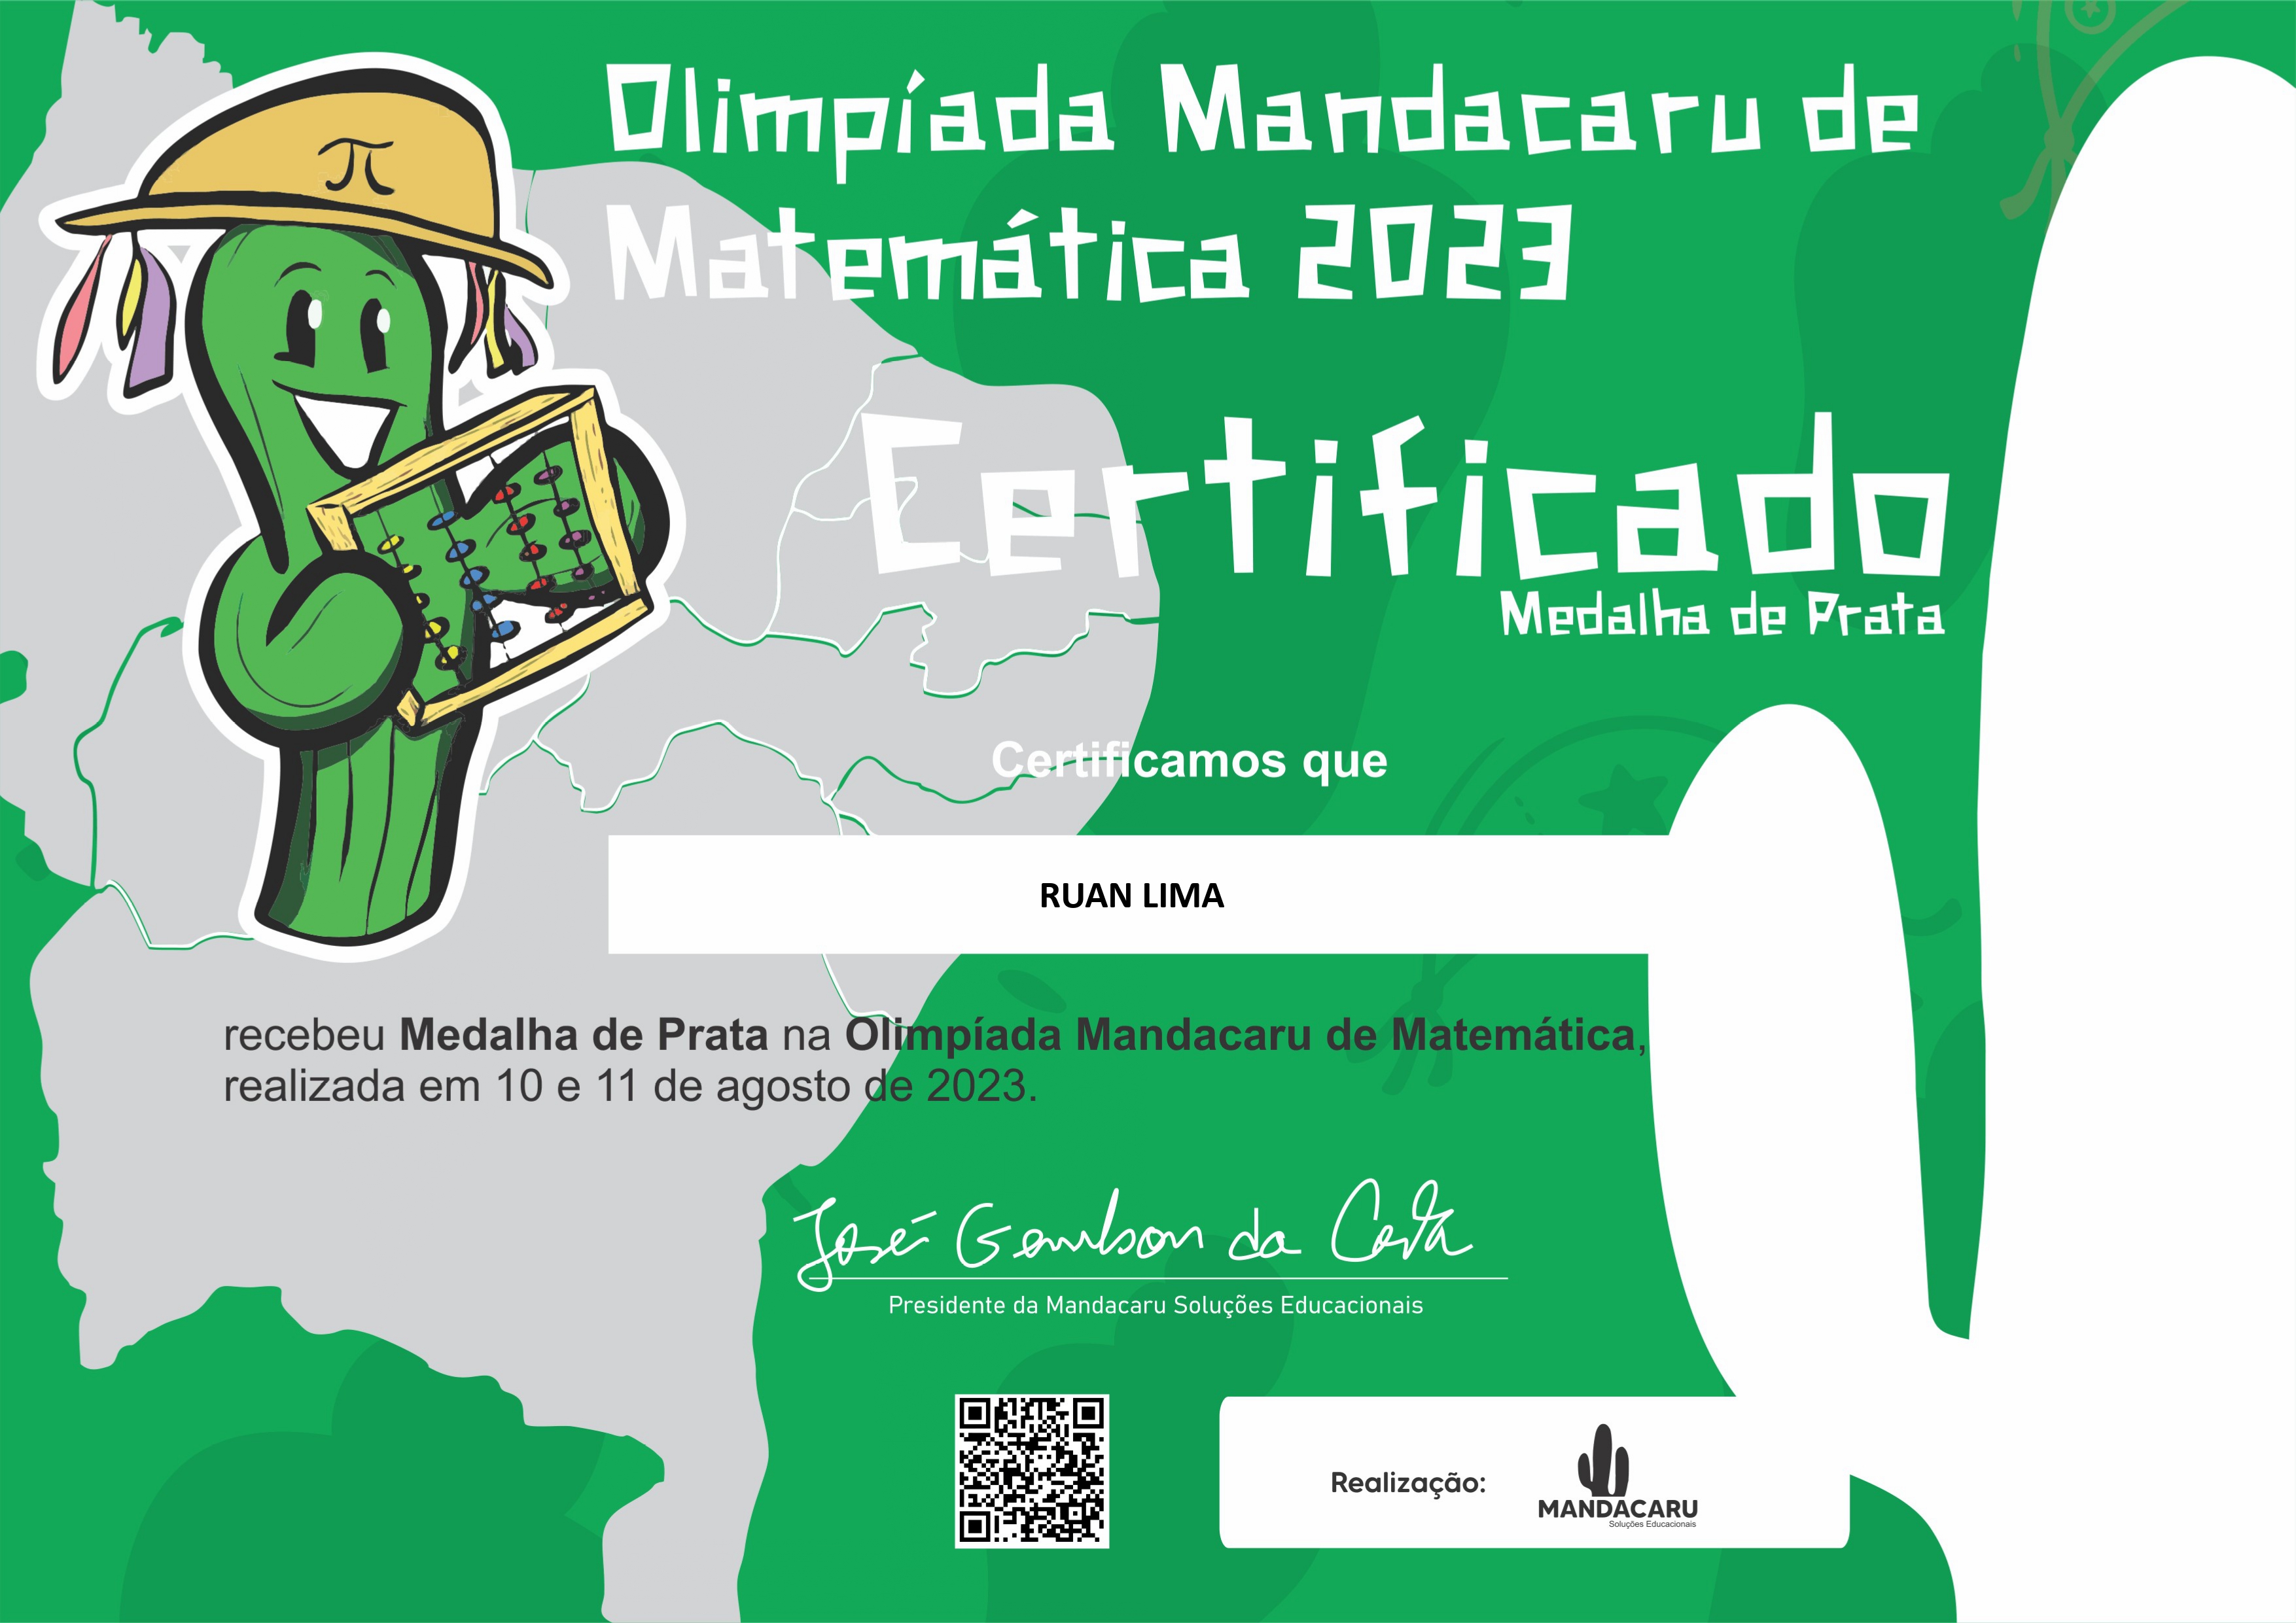 Olimpíada Mandacaru de
Matemática 2023
Certificado
Medalha de Prata
Certificamos que
RUAN LIMA
recebeu Medalha de Prata na Olimpíada Mandacaru de Matemática,
realizada em 10 e 11 de agosto de 2023.
José Gemilson da Costa
Presidente da Mandacaru Soluções Educacionais
Realização:
MANDACARU
Soluções Educacionais
π